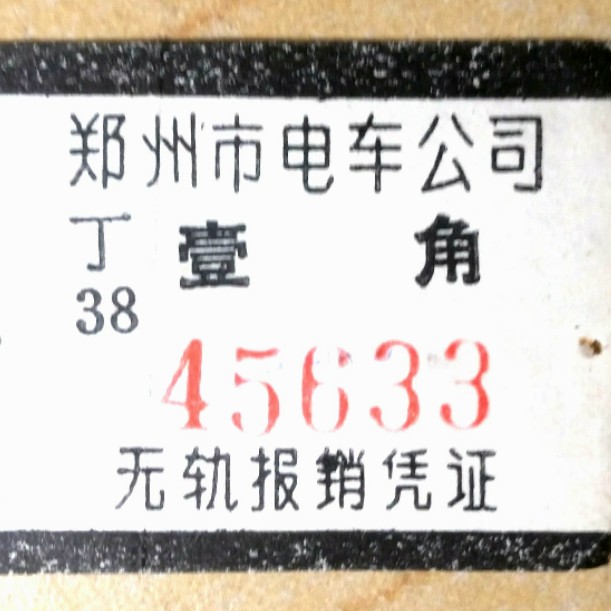 郑州市电车公司
丁 壹 角
38
45633
无轨报销凭证